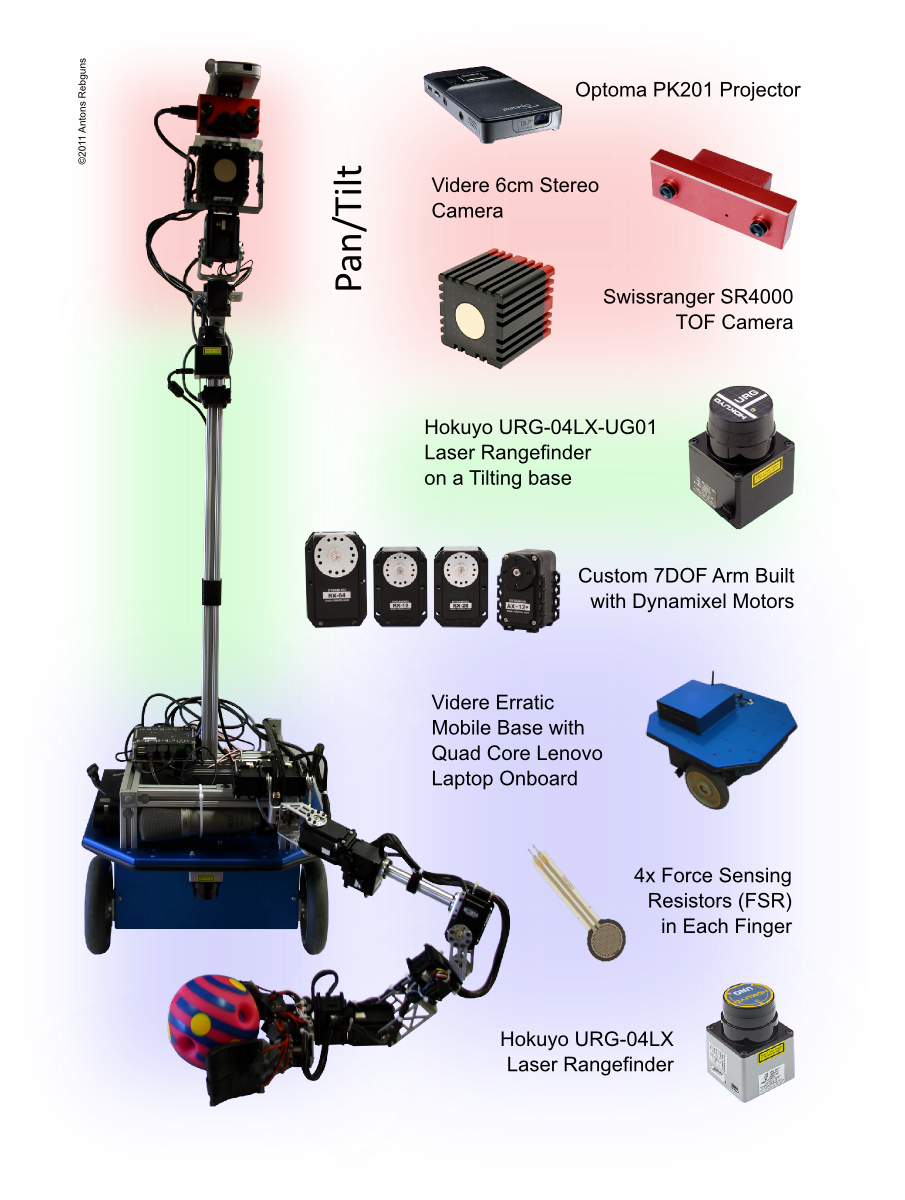 ©2011 Antons Rebguns
Optoma PK201 Projector
Pan/Tilt
Videre 6cm Stereo
Camera
Swissranger SR4000
TOF Camera
URG
HOKUYO
Hokuyo URG-04LX-UG01
Laser Rangefinder
on a Tilting base
DYNAMIXEL
RX-64
RX-28
AX-12+
Custom 7DOF Arm Built
with Dynamixel Motors
Videre Erratic
Mobile Base with
Quad Core Lenovo
Laptop Onboard
4x Force Sensing
Resistors (FSR)
in Each Finger
Hokuyo URG-04LX
Laser Rangefinder